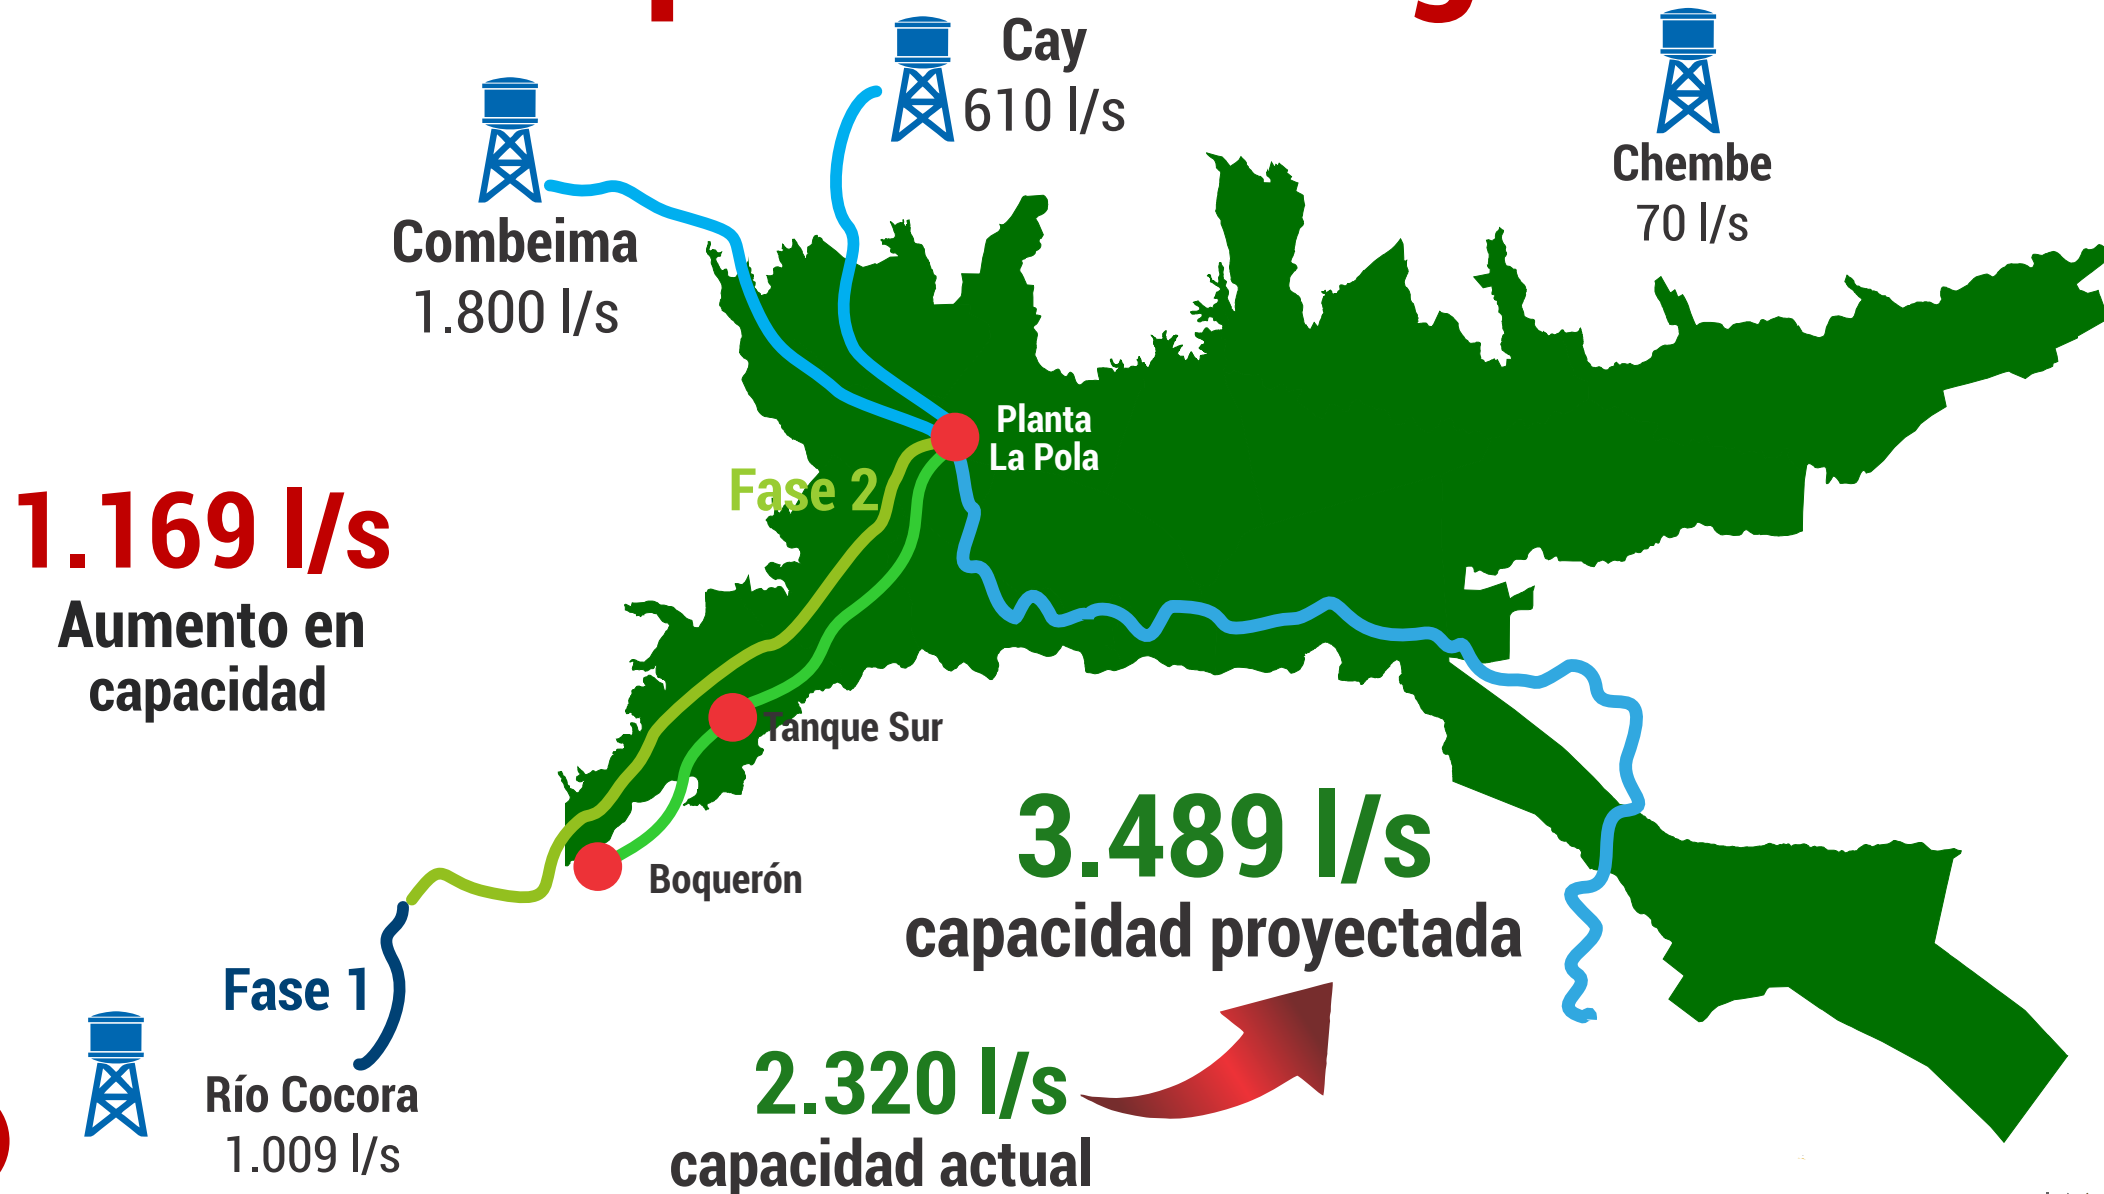 Cay
610 l/s
Combeima
1.800 l/s
Chembe
70 l/s
Planta
La Pola
Fase 2
1.169 l/s
Aumento en
capacidad
Tanque Sur
Boquerón
3.489 l/s
capacidad proyectada
Fase 1
Río Cocora
1.009 l/s
2.320 l/s
capacidad actual